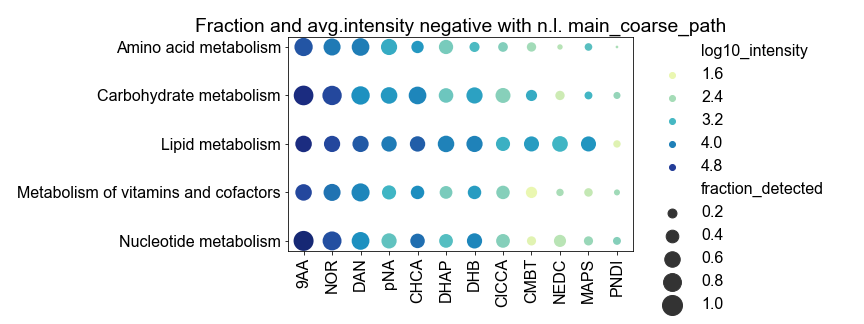 Fraction and avg.intensity negative with n.l. main_coarse_path
Amino acid metabolism
Carbohydrate metabolism
Lipid metabolism
Metabolism of vitamins and cofactors
Nucleotide metabolism
9AA
NOR
DAN
pNA
CHCA
DHAP
DHB
ClCCA
CMBT
NEDC
MAPS
PNDI
log10_intensity
1.6
2.4
3.2
4.0
4.8
fraction_detected
0.2
0.4
0.6
0.8
1.0